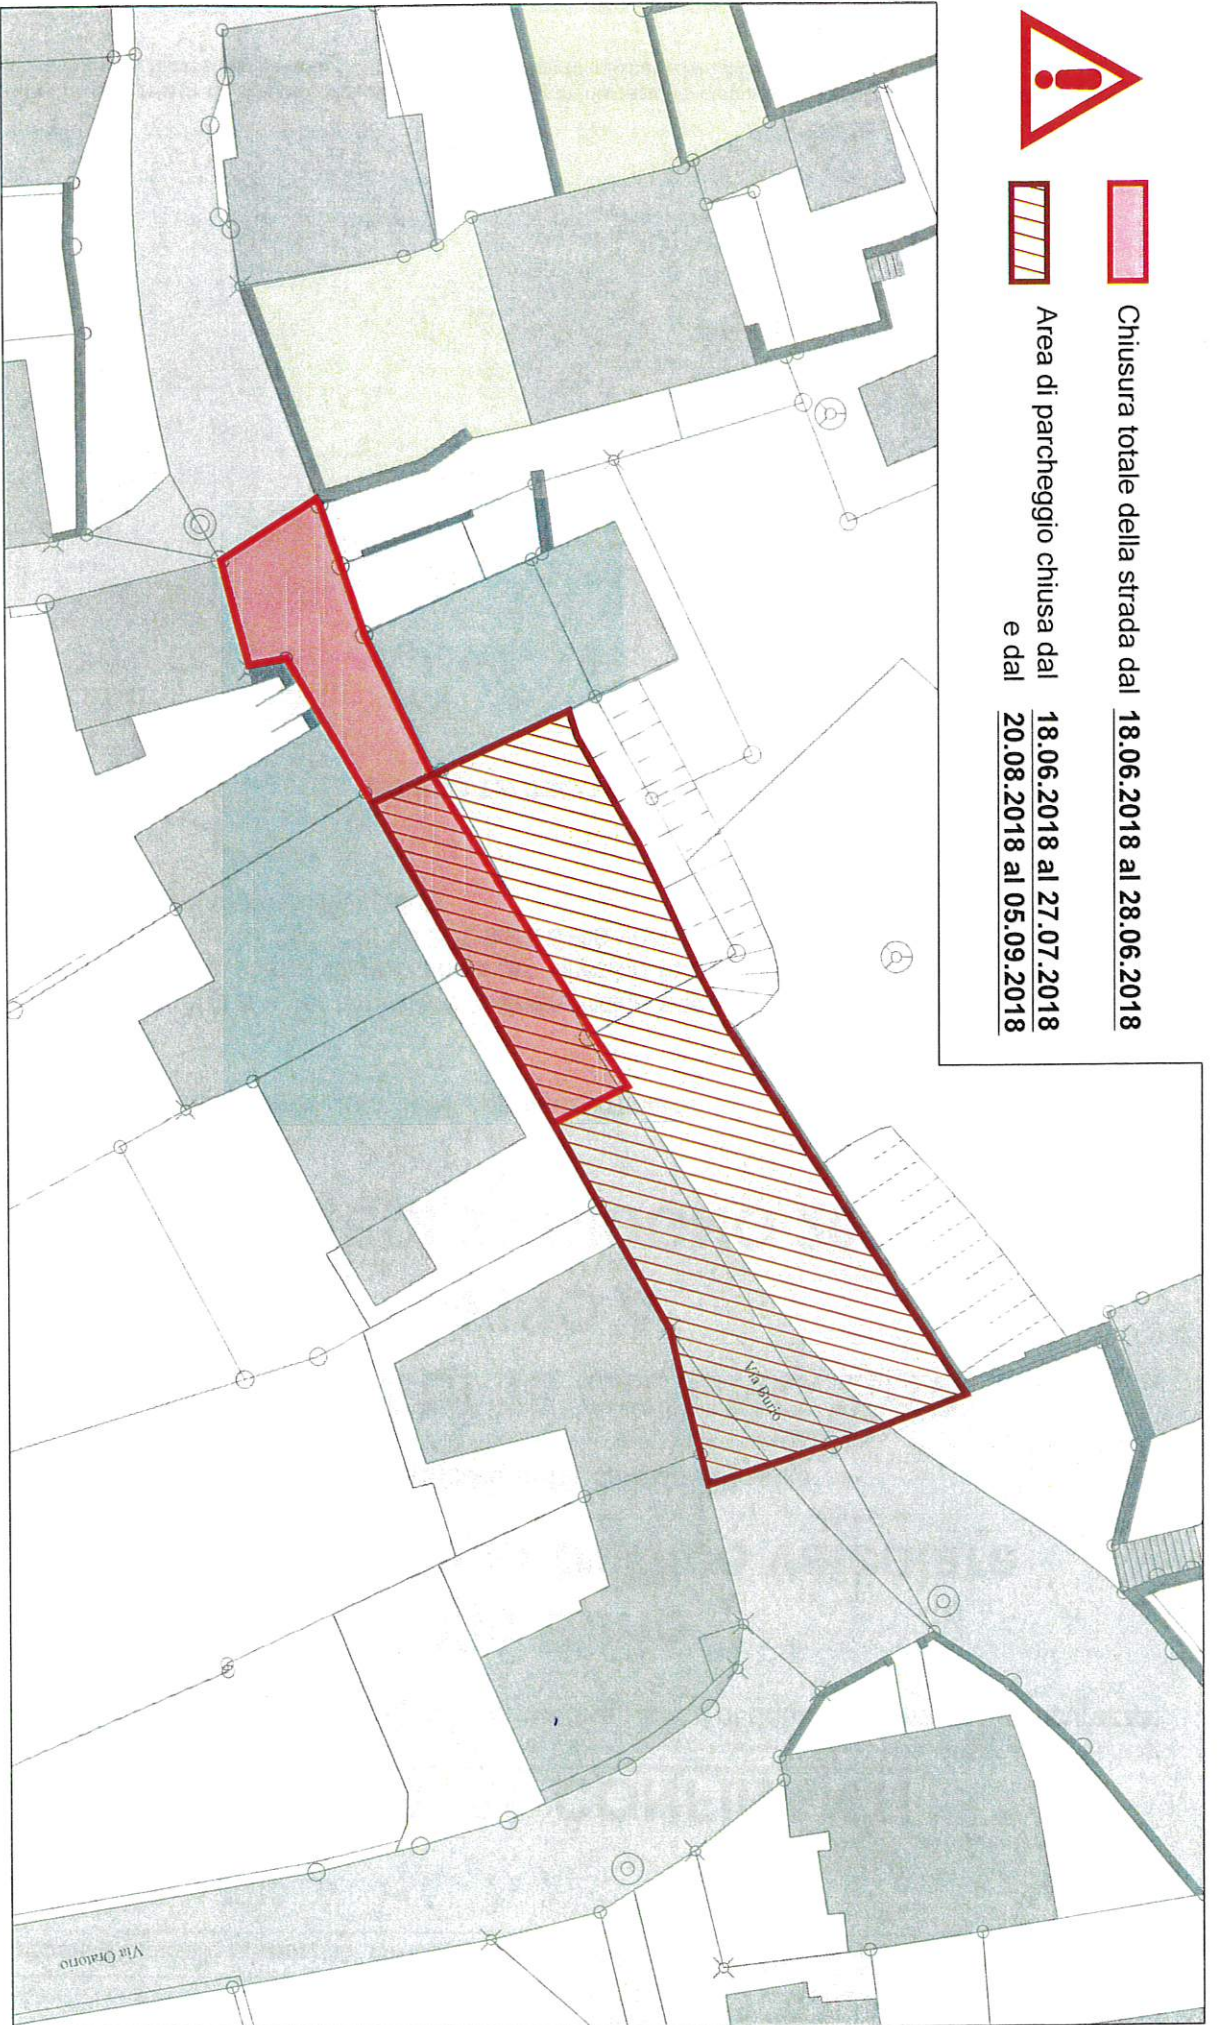 Chiusura totale della strada dal 18.06.2018 al 28.06.2018
Area di parcheggio chiusa dal 18.06.2018 al 27.07.2018
e dal 20.08.2018 al 05.09.2018
Via Burio
Via Oratorio